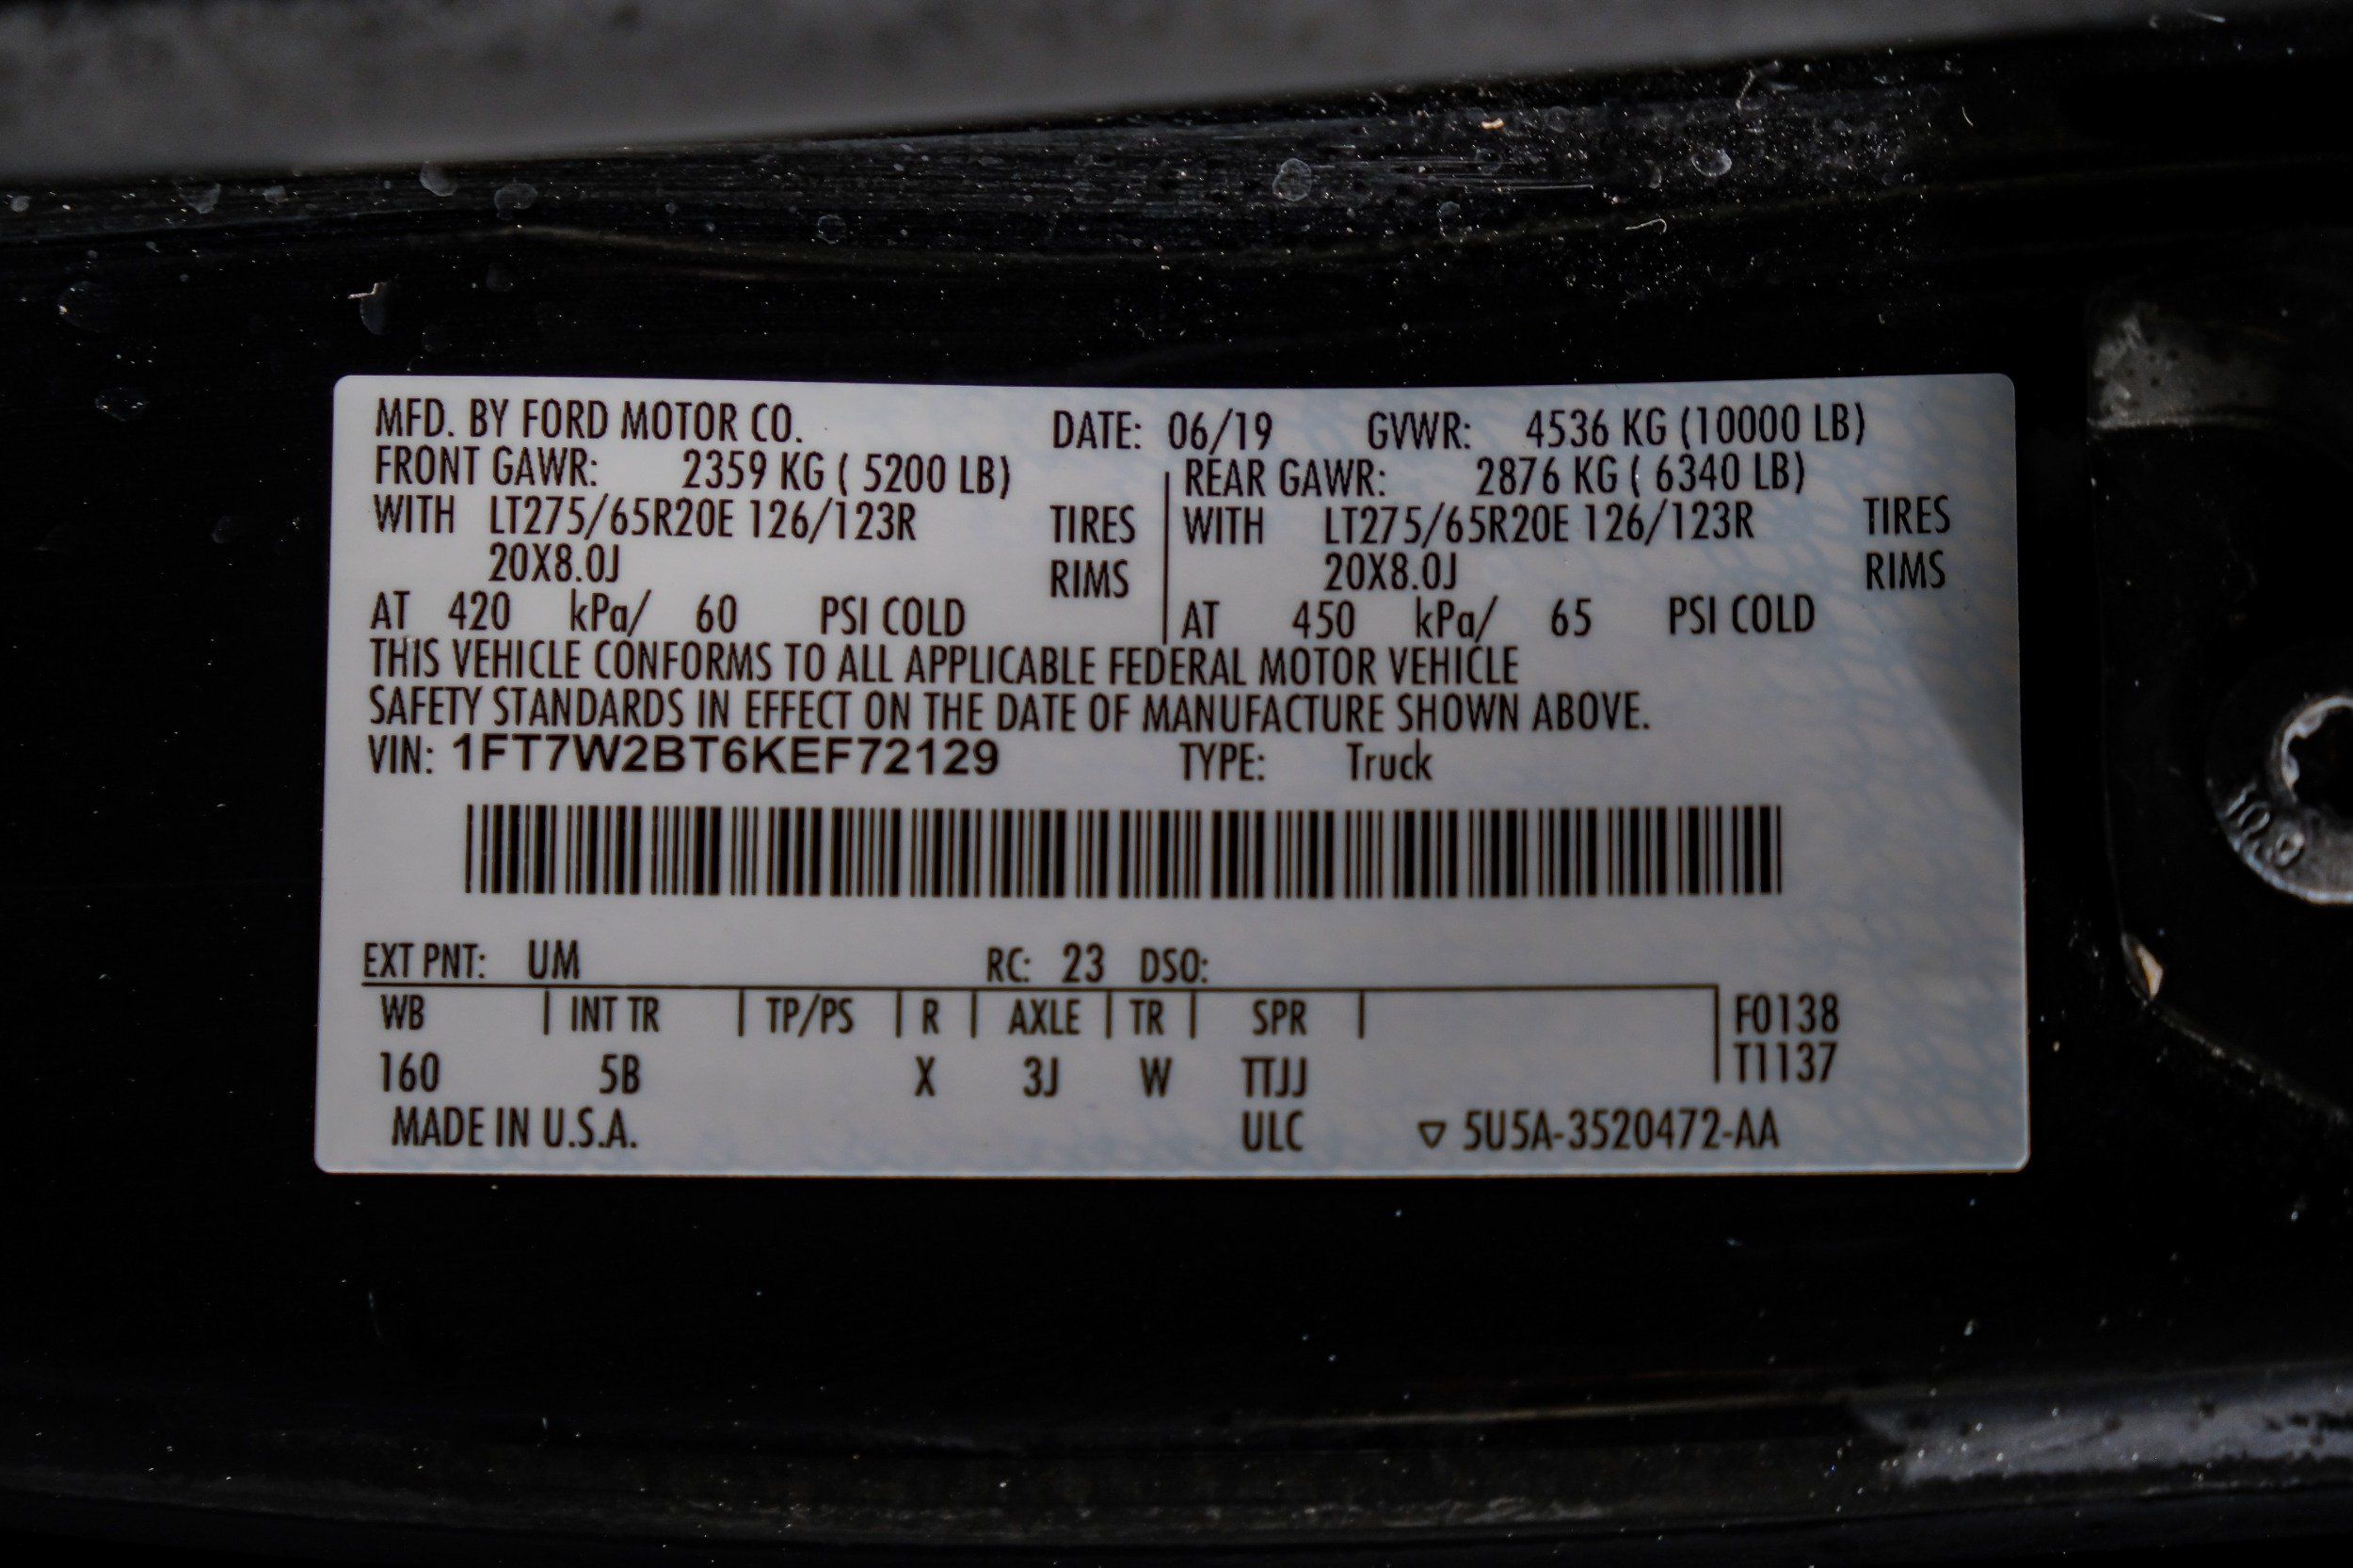 MFD. BY FORD MOTOR CO. DATE: 06/19 GVWR: 4536 KG (10000 LB)
FRONT GAWR: 2359 KG ( 5200 LB) REAR GAWR: 2876 KG ( 6340 LB)
WITH LT275/65R20E 126/123R TIRES WITH LT275/65R20E 126/123R TIRES
20X8.0J RIMS 20X8.0J RIMS
AT 420 kPa/ 60 PSI COLD AT 450 kPa/ 65 PSI COLD
THIS VEHICLE CONFORMS TO ALL APPLICABLE FEDERAL MOTOR VEHICLE
SAFETY STANDARDS IN EFFECT ON THE DATE OF MANUFACTURE SHOWN ABOVE.
VIN: 1FT7W2BT6KEF72129 TYPE: Truck
EXT PNT: UM RC: 23 DSO:
WB INT TR TP/PS R AXLE TR SPR F0138
160 5B X 3J W TTJJ T1137
MADE IN U.S.A. ULC ▽ 5U5A-3520472-AA
10.9